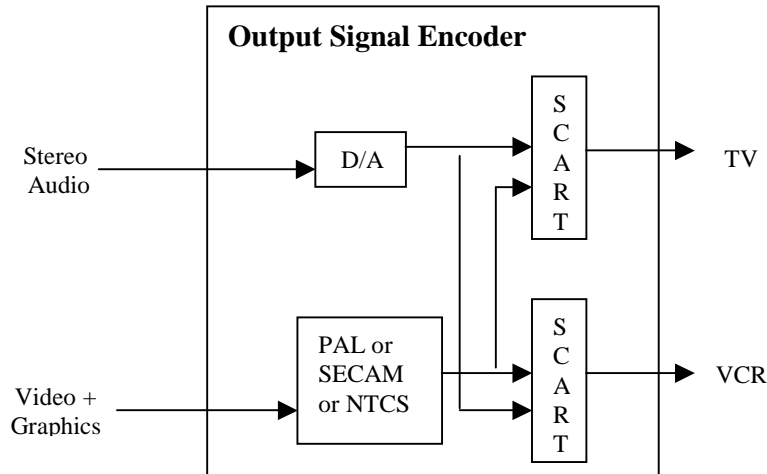 Output Signal Encoder
S
C
A
R
T
Stereo
Audio
D/A
TV
PAL or
SECAM
or NTCS
S
C
A
R
T
Video +
Graphics
VCR